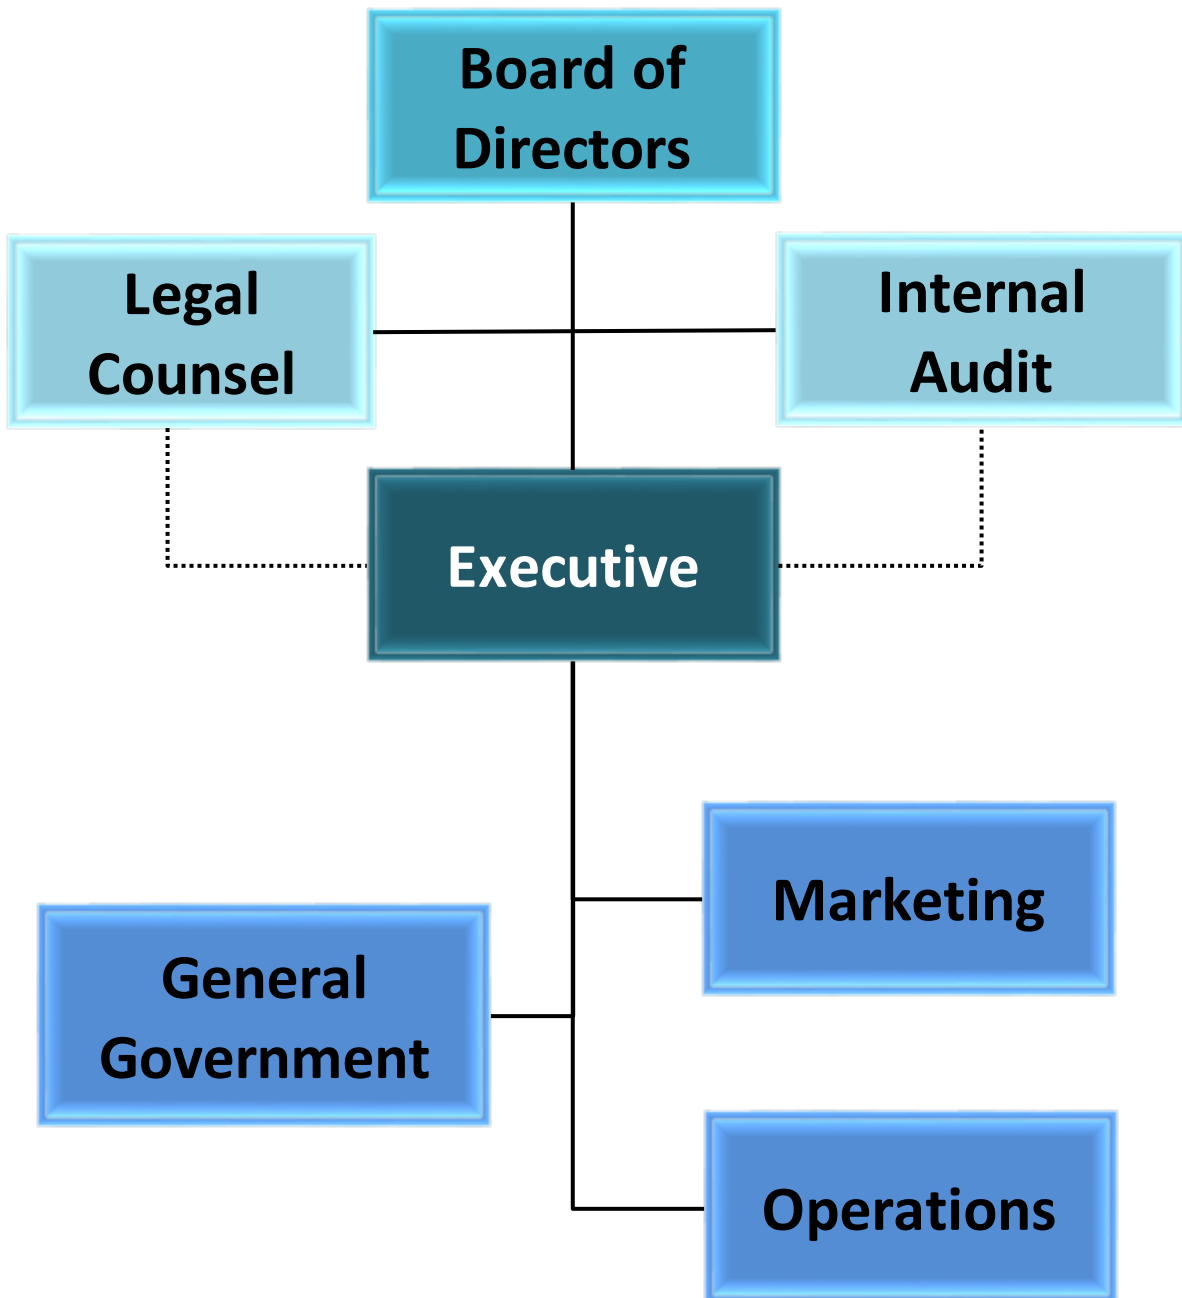 Board of
Directors
Legal
Counsel
Internal
Audit
Executive
Marketing
General
Government
Operations